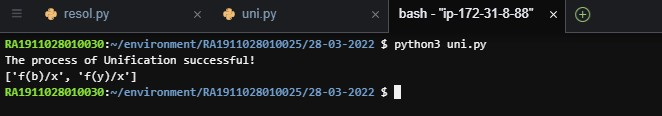 resol.py × uni.py × bash - "ip-172-31-8-88" ×
RA1911028010030:~/environment/RA1911028010025/28-03-2022 $ python3 uni.py
The process of Unification successful!
['f(b)/x', 'f(y)/x']
RA1911028010030:~/environment/RA1911028010025/28-03-2022 $